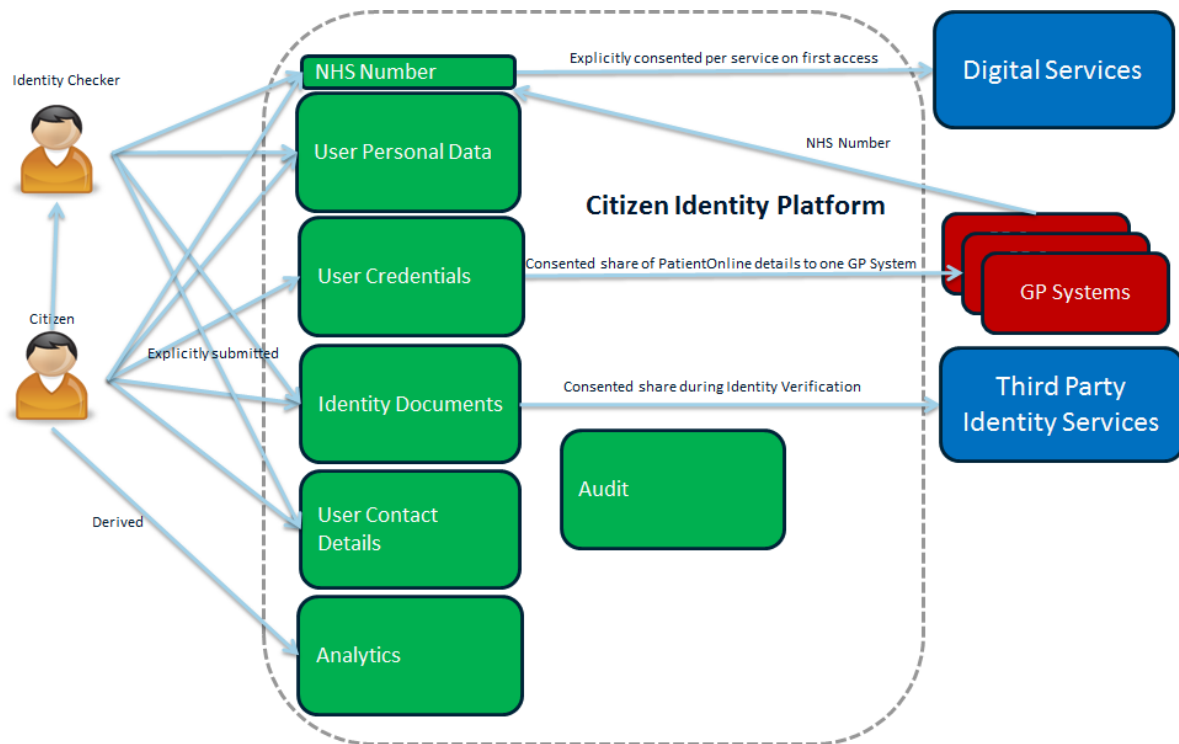 Identity Checker
Citizen
Explicitly submitted
Derived
NHS Number
User Personal Data
User Credentials
Identity Documents
User Contact
Details
Analytics
Explicitly consented per service on first access
NHS Number
Citizen Identity Platform
Consented share of PatientOnline details to one GP System
Consented share during Identity Verification
Audit
Digital Services
GP Systems
Third Party
Identity Services